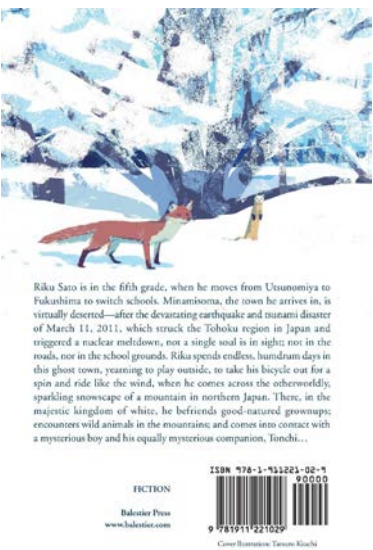 Riku Sato is in the fifth grade, when he moves from Utsunomiya to
Fukushima to switch schools. Minamisoma, the town he arrives in, is
virtually deserted—after the devastating earthquake and tsunami disaster
of March 11, 2011, which struck the Tohoku region in Japan and
triggered a nuclear meltdown, not a single soul is in sight; not in the
roads, nor in the school grounds. Riku spends endless, humdrum days in
this ghost town, yearning to play outside, to take his bicycle out for a
spin and ride like the wind, when he comes across the otherworldly,
sparkling snowscape of a mountain in northern Japan. There, in the
majestic kingdom of white, he befriends good-natured grownups;
encounters wild animals in the mountains; and comes into contact with
a mysterious boy and his equally mysterious companion, Tonchi…
ISBN 978-1-911221-02-9
90000
FICTION
Balestier Press
www.balestier.com
9 781911 221029
Cover Illustration: Tatsuro Kiuchi